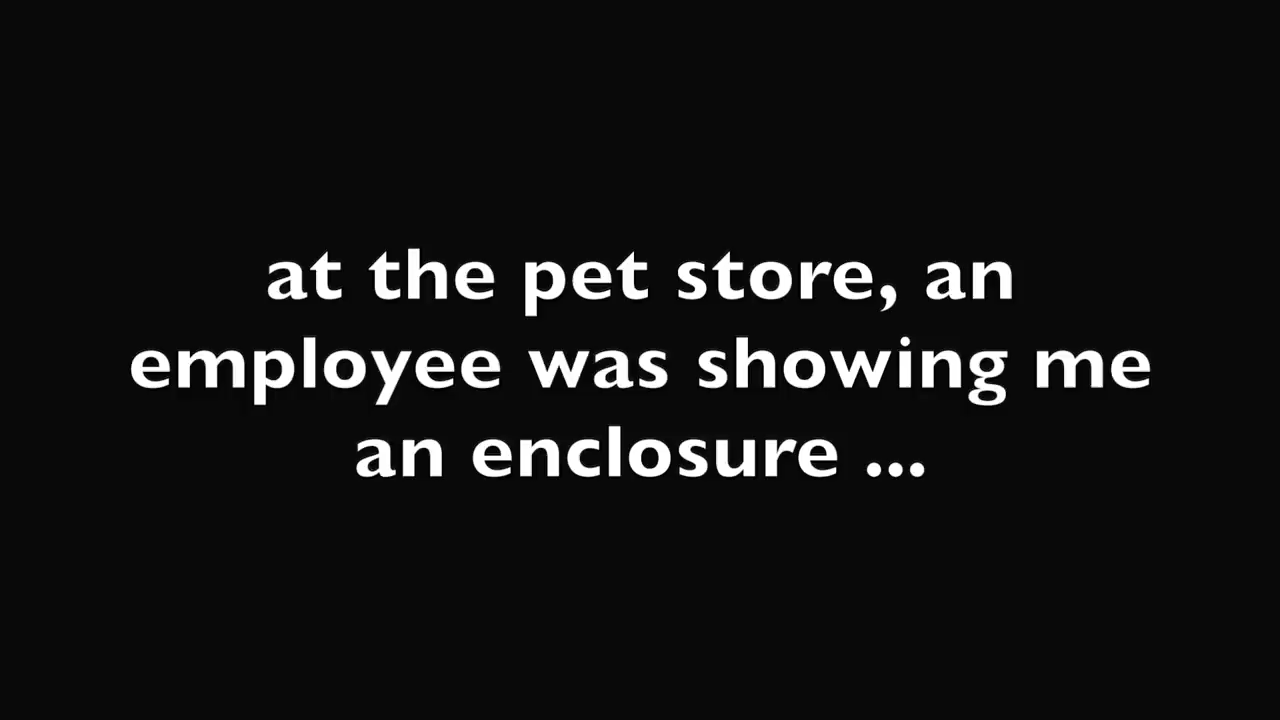 at the pet store, an
employee was showing me
an enclosure ...